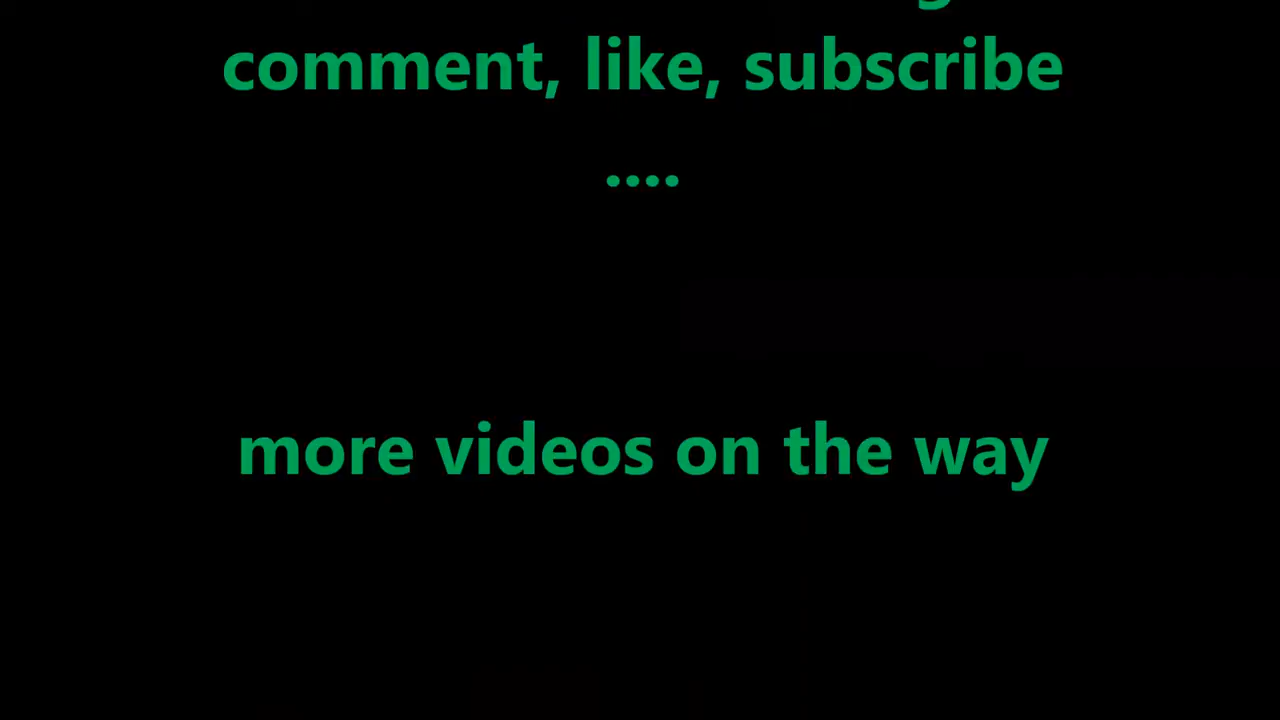 comment, like, subscribe
....
more videos on the way